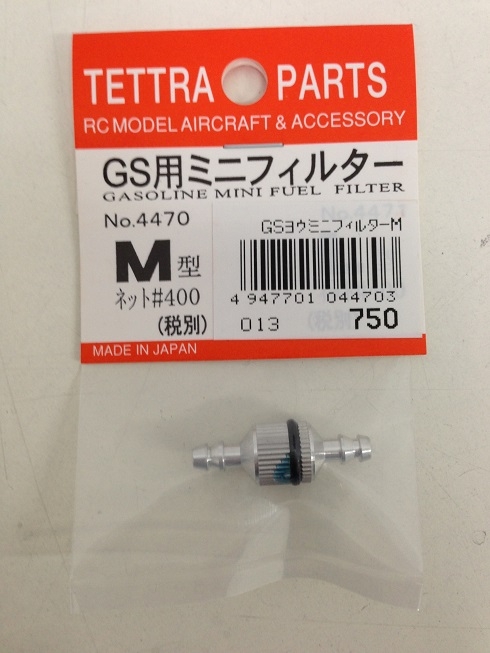 TETTRA PARTS
RC MODEL AIRCRAFT & ACCESSORY
GS用ミニフィルター
GASOLINE MINI FUEL FILTER
No.4470
M型
ネット#400
(税別)
GSヨウミニフィルターM
4 947701 044703
013
750
MADE IN JAPAN